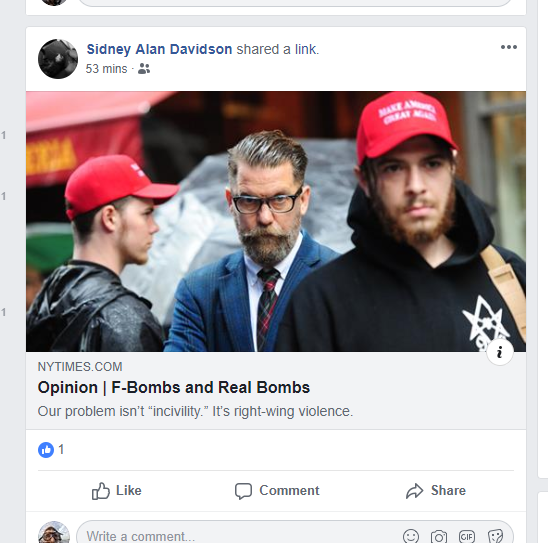 Sidney Alan Davidson shared a link.
53 mins ·
1
MAKE AMERICA
GREAT AGAIN
1
1
NYTIMES.COM
Opinion | F-Bombs and Real Bombs
Our problem isn't “incivility.” It's right-wing violence.
1
Like Comment Share
Write a comment...
GIF